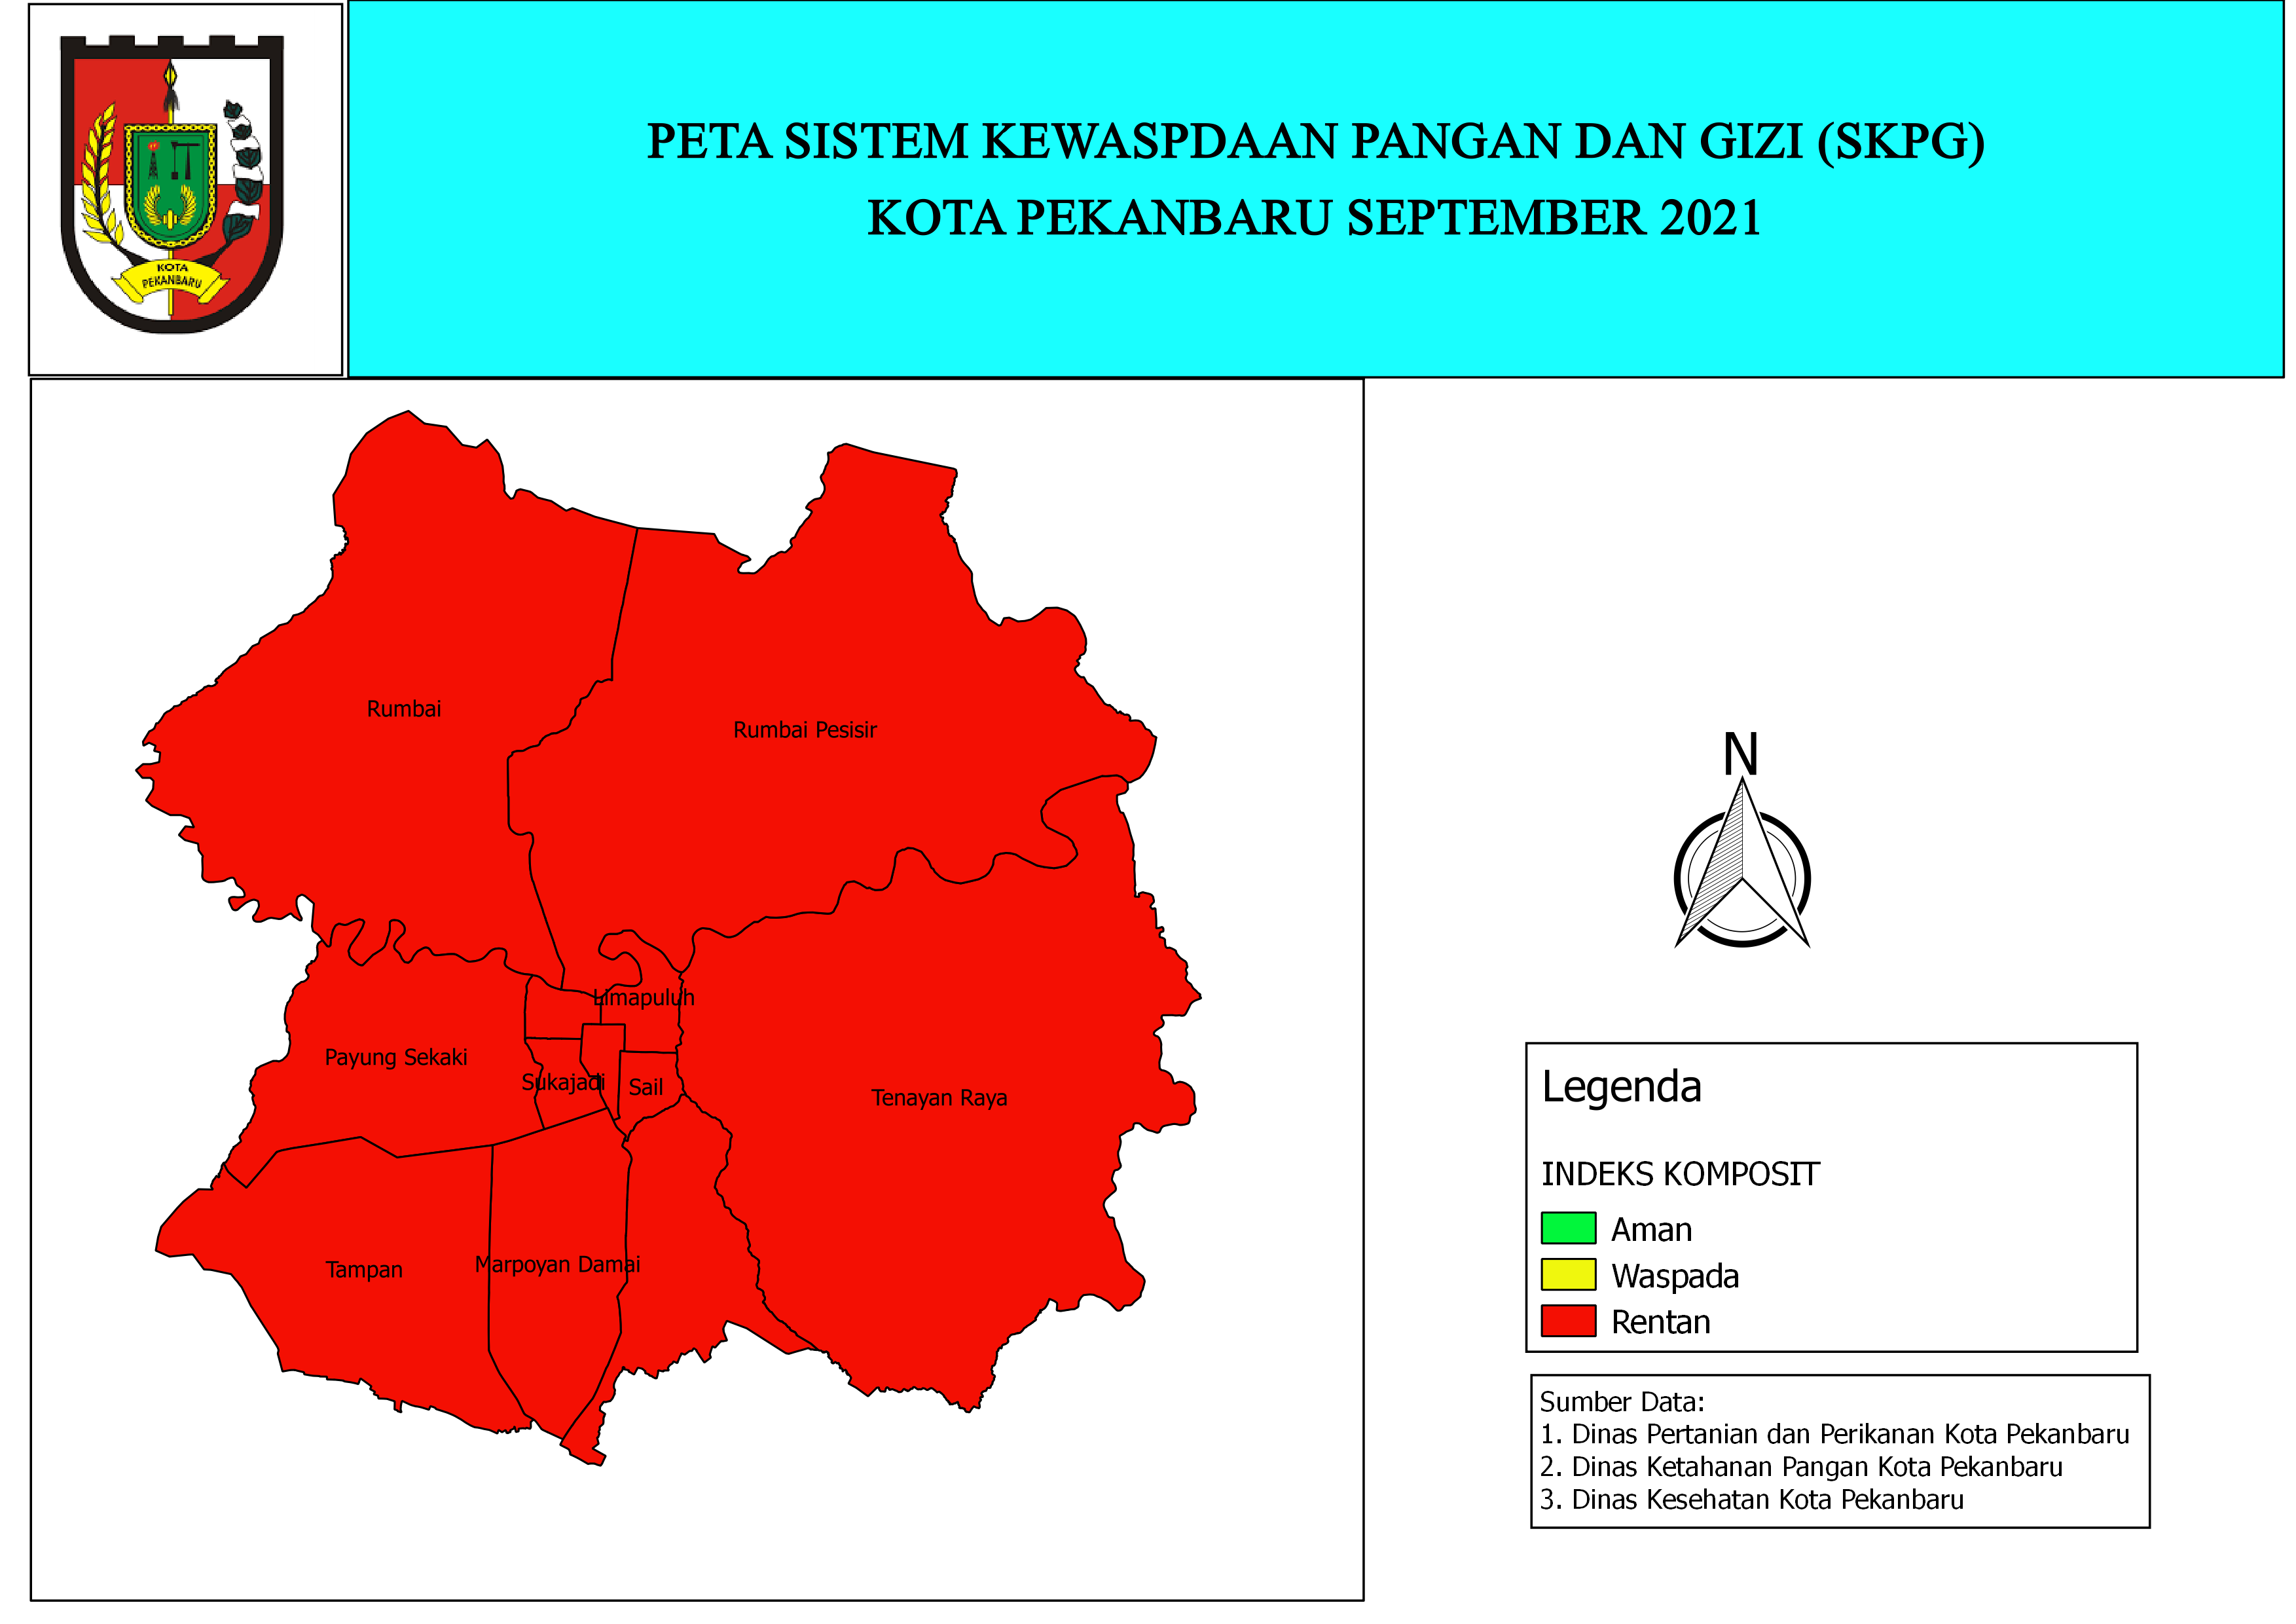 KOTA
PEKANBARU
PETA SISTEM KEWASPDAAN PANGAN DAN GIZI (SKPG)
KOTA PEKANBARU SEPTEMBER 2021
Rumbai
Rumbai Pesisir
Limapuluh
Payung Sekaki
Sukajadi
Sail
Tenayan Raya
Tampan
Marpoyan Damai
N
Legenda
INDEKS KOMPOSIT
Aman
Waspada
Rentan
Sumber Data:
1. Dinas Pertanian dan Perikanan Kota Pekanbaru
2. Dinas Ketahanan Pangan Kota Pekanbaru
3. Dinas Kesehatan Kota Pekanbaru